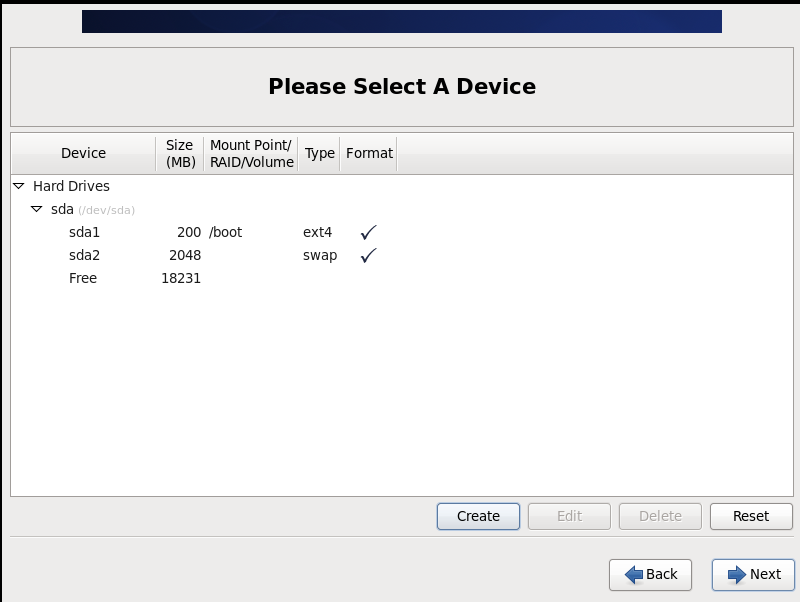 Please Select A Device
Device Size (MB) Mount Point/ RAID/Volume Type Format
Hard Drives
sda (/dev/sda)
sda1 200 /boot ext4
sda2 2048 swap
Free 18231
Create Edit Delete Reset
Back Next